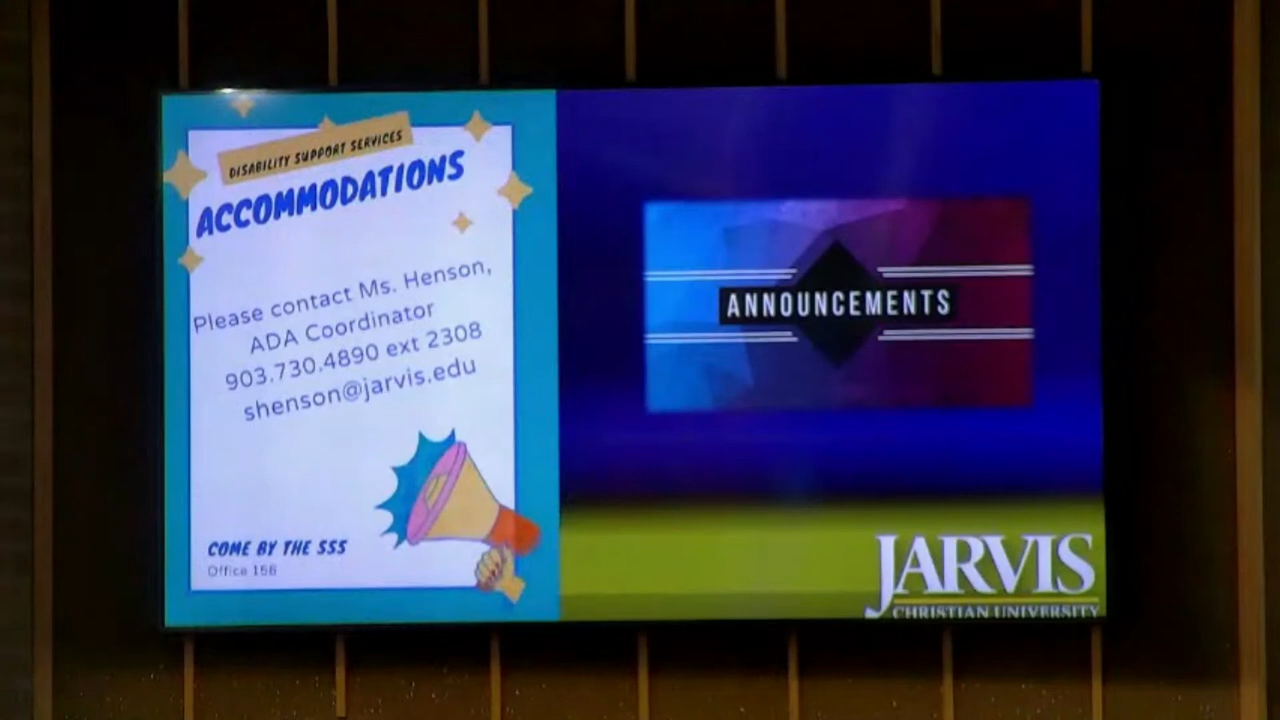 DISABILITY SUPPORT SERVICES
ACCOMMODATIONS
Please contact Ms. Henson,
ADA Coordinator
903.730.4890 ext 2308
shenson@jarvis.edu
COME BY THE SSS
Office 156
ANNOUNCEMENTS
JARVIS
CHRISTIAN UNIVERSITY